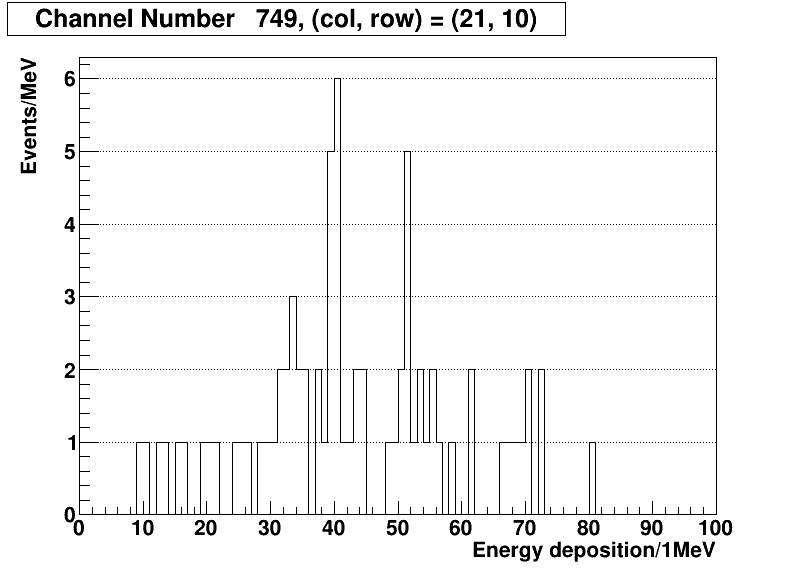 Channel Number 749, (col, row) = (21, 10)
Events/MeV
6
5
4
3
2
1
0
0 10 20 30 40 50 60 70 80 90 100
Energy deposition/1MeV